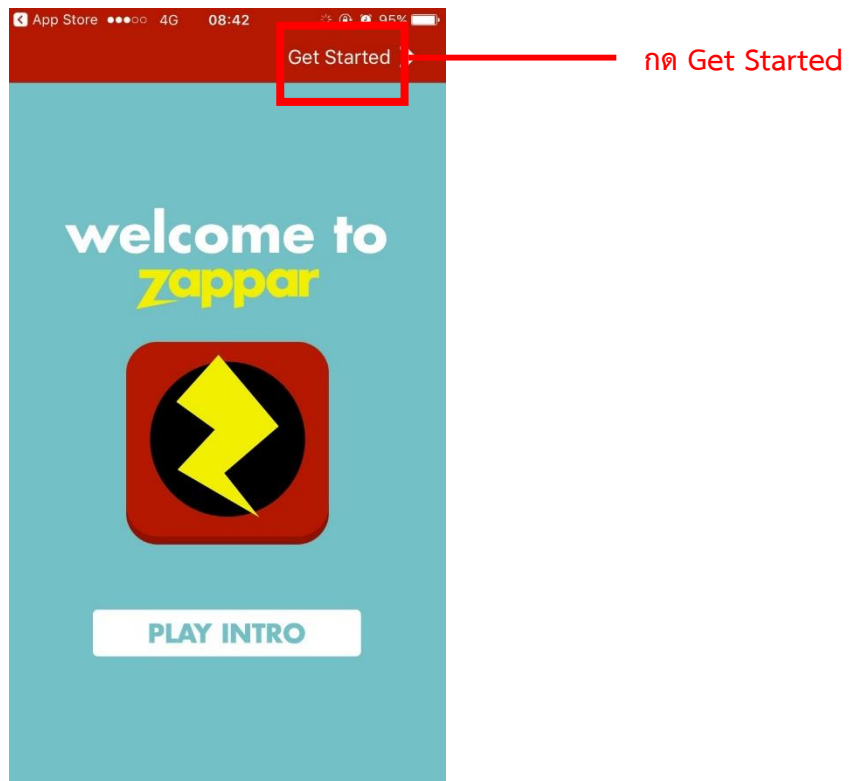 App Store 4G 08:42 95%
Get Started
กด Get Started
welcome to
zappar
PLAY INTRO